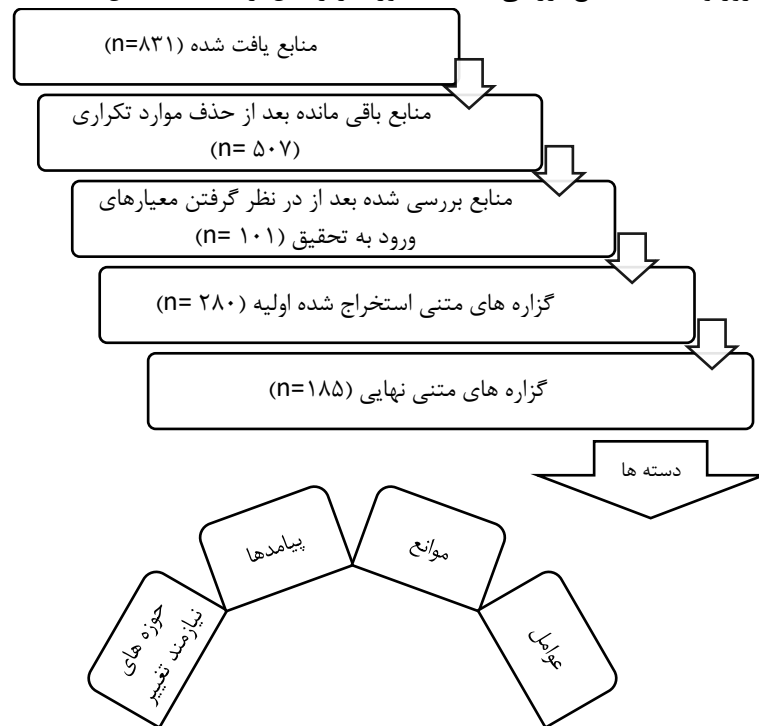 منابع یافت شده (n=۸۳۱)
منابع باقی مانده بعد از حذف موارد تکراری
(n= ۵۰۷)
منابع بررسی شده بعد از در نظر گرفتن معیارهای
ورود به تحقیق (n= ۱۰۱)
گزاره های متنی استخراج شده اولیه (n= ۲۸۰)
گزاره های متنی نهایی (n=۱۸۵)
دسته ها
عوامل
موانع
پیامدها
حوزه های
نیازمند تغییر